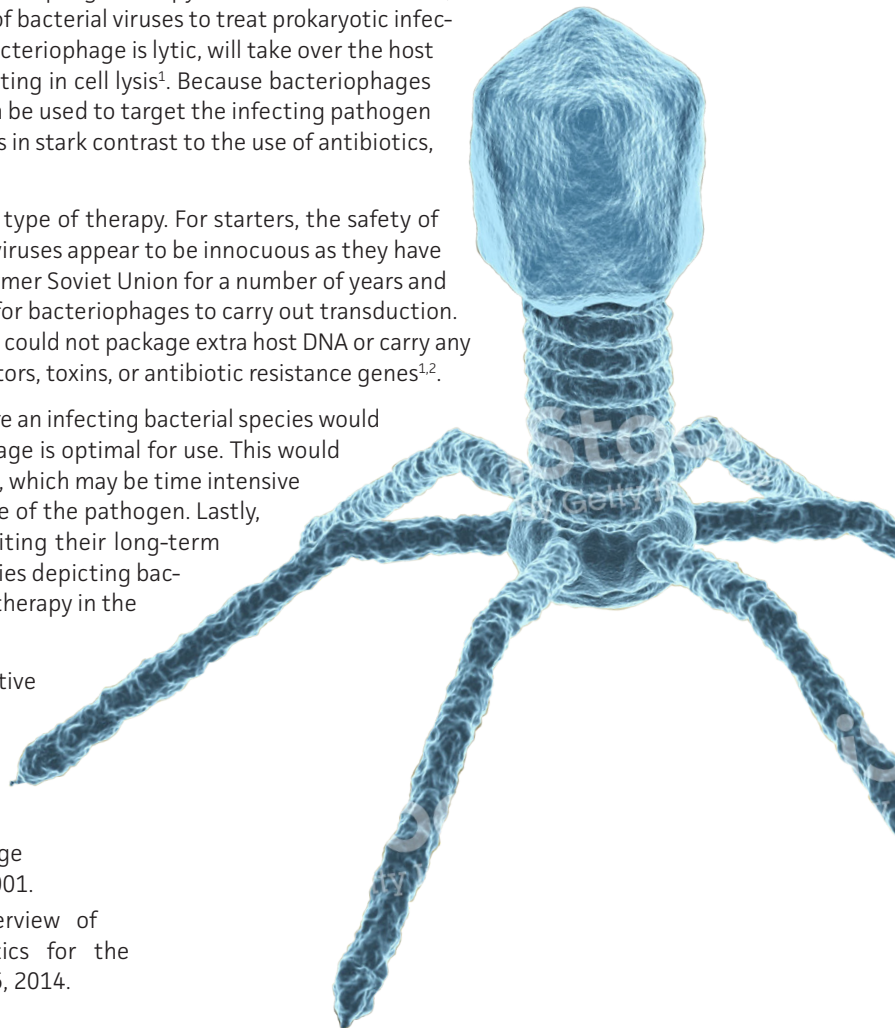 of bacterial viruses to treat prokaryotic infec-
cteriophage is lytic, will take over the host
ting in cell lysis¹. Because bacteriophages
be used to target the infecting pathogen
s in stark contrast to the use of antibiotics,
type of therapy. For starters, the safety of
viruses appear to be innocuous as they have
mer Soviet Union for a number of years and
for bacteriophages to carry out transduction.
could not package extra host DNA or carry any
tors, toxins, or antibiotic resistance genes¹,².
e an infecting bacterial species would
age is optimal for use. This would
, which may be time intensive
e of the pathogen. Lastly,
iting their long-term
ies depicting bac-
therapy in the
tive
ge
001.
erview of
tics for the
, 2014.